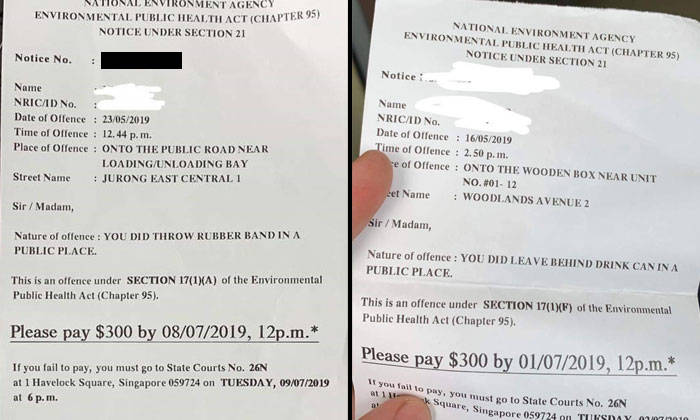 NATIONAL ENVIRONMENT AGENCY
ENVIRONMENTAL PUBLIC HEALTH ACT (CHAPTER 95)
NOTICE UNDER SECTION 21
Notice No. :
Name
NRIC/ID No. :
Date of Offence : 23/05/2019
Time of Offence : 12.44 p.m.
Place of Offence : ONTO THE PUBLIC ROAD NEAR
LOADING/UNLOADING BAY
Street Name : JURONG EAST CENTRAL 1
Sir / Madam,
Nature of offence : YOU DID THROW RUBBER BAND IN A
PUBLIC PLACE.
This is an offence under SECTION 17(1)(A) of the Environmental
Public Health Act (Chapter 95).
Please pay $300 by 08/07/2019, 12p.m.*
If you fail to pay, you must go to State Courts No. 26N
at 1 Havelock Square, Singapore 059724 on TUESDAY, 09/07/2019
at 6 p.m.
NATIONAL ENVIRONMENT AGENCY
ENVIRONMENTAL PUBLIC HEALTH ACT (CHAPTER 95)
NOTICE UNDER SECTION 21
Notice
Name
NRIC/ID No.
Date of Offence : 16/05/2019
Time of Offence : 2.50 p.m.
of Offence : ONTO THE WOODEN BOX NEAR UNIT
NO.#01-12
Name : WOODLANDS AVENUE 2
Sir / Madam,
Nature of offence : YOU DID LEAVE BEHIND DRINK CAN IN A
PUBLIC PLACE.
This is an offence under SECTION 17(1)(F) of the Environmental
Public Health Act (Chapter 95).
Please pay $300 by 01/07/2019, 12p.m.*
If you fail to pay, you must go to State Courts No. 26N
at 1 Square, Singapore 059724 on TUESDAY